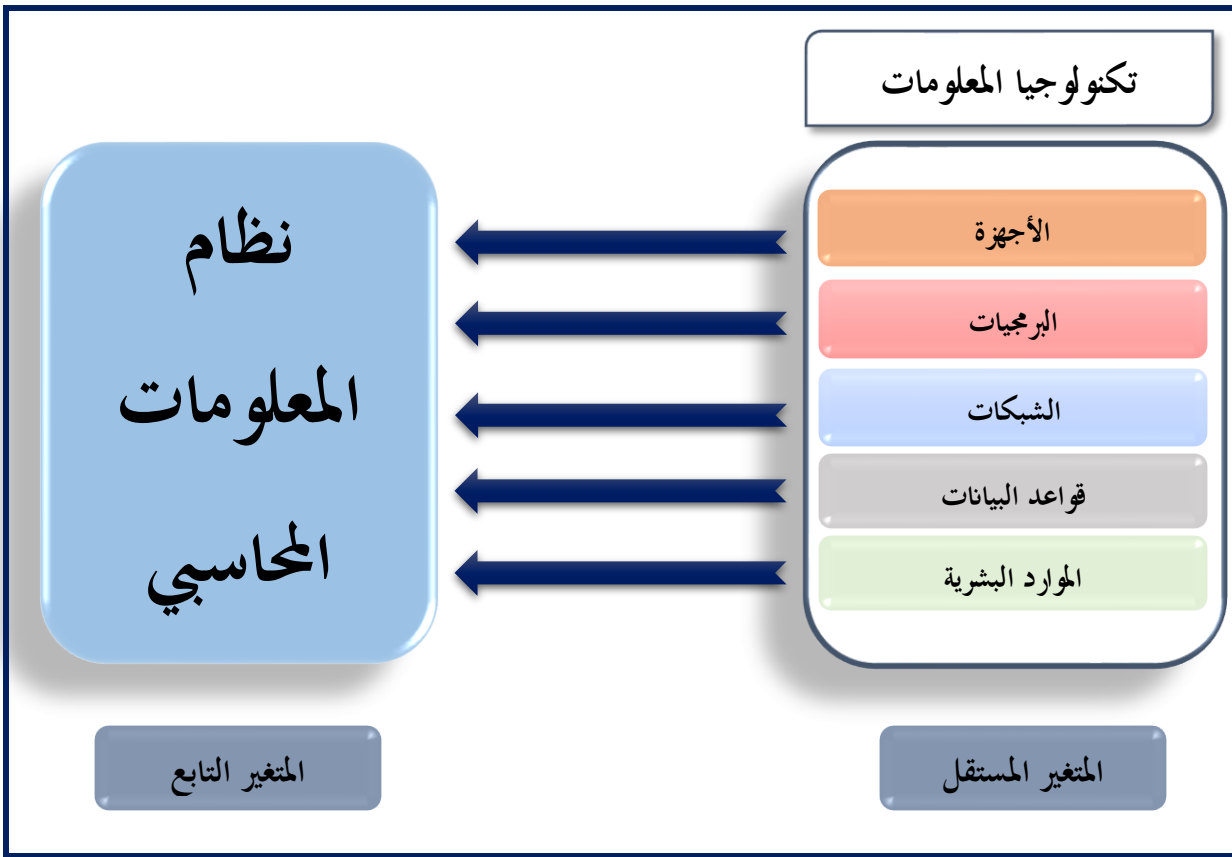 تكنولوجيا المعلومات
الأجهزة
البرمجيات
الشبكات
قواعد البيانات
الموارد البشرية
المتغير المستقل
نظام
المعلومات
المحاسبي
المتغير التابع